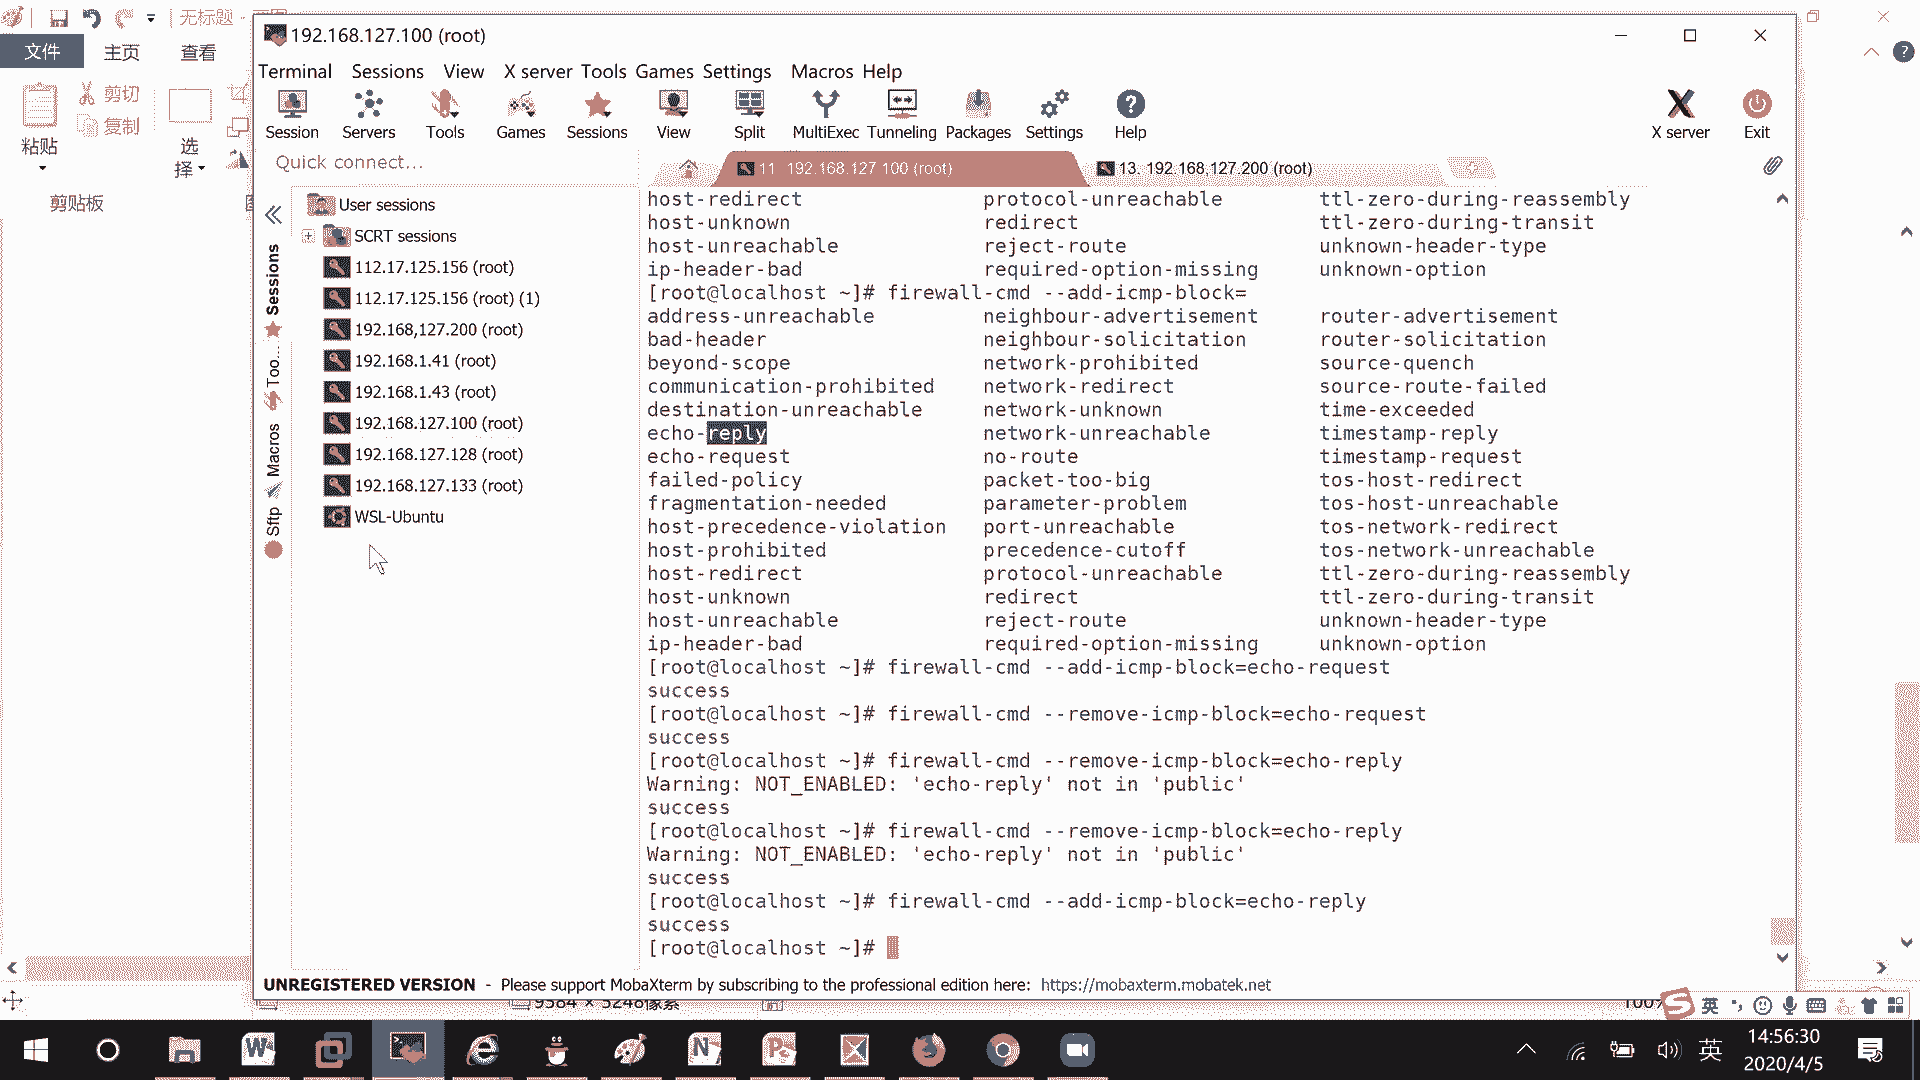 无标题 -
文件 主页 查看
剪切
复制
粘贴
选
择
剪贴板
192.168.127.100 (root)
Terminal Sessions View X server Tools Games Settings Macros Help
Session Servers Tools Games Sessions View Split MultiExec Tunneling Packages Settings Help X server Exit
Quick connect...
11 192.168.127 100 (root)
13. 192.168,127.200 (root)
Sessions
Too...
Macros
Sftp
User sessions
SCRT sessions
112.17.125.156 (root)
112.17.125.156 (root) (1)
192.168,127.200 (root)
192.168.1.41 (root)
192.168.1.43 (root)
192.168.127.100 (root)
192.168.127.128 (root)
192.168.127.133 (root)
WSL-Ubuntu
host-redirect protocol-unreachable ttl-zero-during-reassembly
host-unknown redirect ttl-zero-during-transit
host-unreachable reject-route unknown-header-type
ip-header-bad required-option-missing unknown-option
[root@localhost ~]# firewall-cmd --add-icmp-block=
address-unreachable neighbour-advertisement router-advertisement
bad-header neighbour-solicitation router-solicitation
beyond-scope network-prohibited source-quench
communication-prohibited network-redirect source-route-failed
destination-unreachable network-unknown time-exceeded
echo-reply network-unreachable timestamp-reply
echo-request no-route timestamp-request
failed-policy packet-too-big tos-host-redirect
fragmentation-needed parameter-problem tos-host-unreachable
host-precedence-violation port-unreachable tos-network-redirect
host-prohibited precedence-cutoff tos-network-unreachable
host-redirect protocol-unreachable ttl-zero-during-reassembly
host-unknown redirect ttl-zero-during-transit
host-unreachable reject-route unknown-header-type
ip-header-bad required-option-missing unknown-option
[root@localhost ~]# firewall-cmd --add-icmp-block=echo-request
success
[root@localhost ~]# firewall-cmd --remove-icmp-block=echo-request
success
[root@localhost ~]# firewall-cmd --remove-icmp-block=echo-reply
Warning: NOT_ENABLED: 'echo-reply' not in 'public'
success
[root@localhost ~]# firewall-cmd --remove-icmp-block=echo-reply
Warning: NOT_ENABLED: 'echo-reply' not in 'public'
success
[root@localhost ~]# firewall-cmd --add-icmp-block=echo-reply
success
[root@localhost ~]#
UNREGISTERED VERSION - Please support MobaXterm by subscribing to the professional edition here: https://mobaxterm.mobatek.net
英
英
14:56:30
2020/4/5